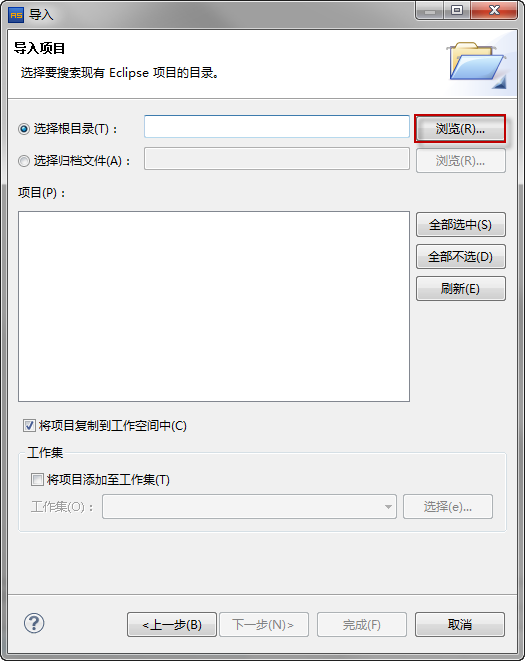 AS 导入
导入项目
选择要搜索现有 Eclipse 项目的目录。
选择根目录(T)： 浏览(R)...
选择归档文件(A)： 浏览(R)...
项目(P)：
全部选中(S)
全部不选(D)
刷新(E)
将项目复制到工作空间中(C)
工作集
将项目添加至工作集(T)
工作集(O)： 选择(e)...
? <上一步(B) 下一步(N)> 完成(F) 取消